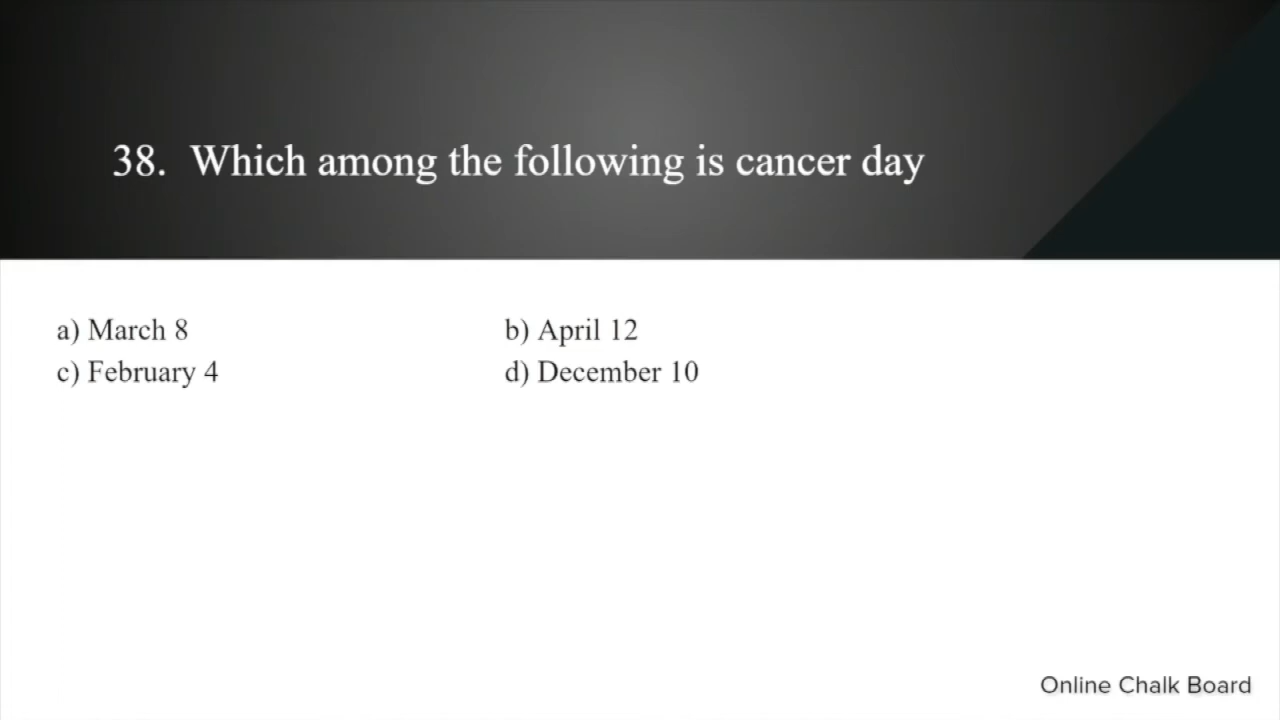 38. Which among the following is cancer day
a) March 8 b) April 12
c) February 4 d) December 10
Online Chalk Board